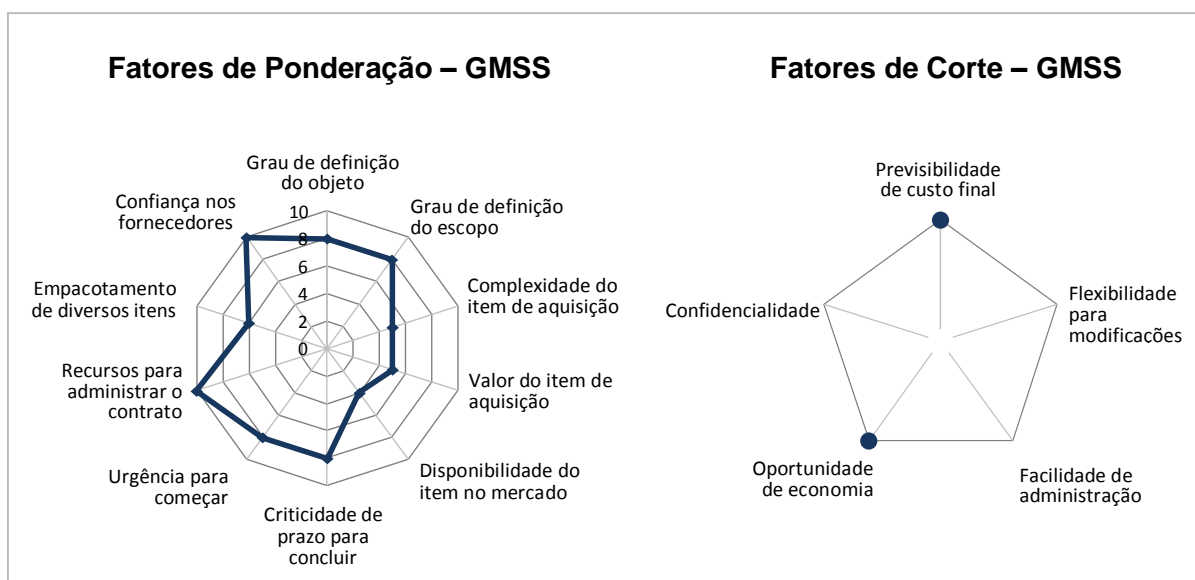 Fatores de Ponderação – GMSS
Grau de definição
do objeto
Grau de definição
do escopo
Complexidade do
item de aquisição
Valor do item de
aquisição
Disponibilidade do
item no mercado
Criticidade de
prazo para
concluir
Urgência para
começar
Recursos para
administrar o
contrato
Empacotamento
de diversos itens
Confiança nos
fornecedores
10
8
6
4
2
0
Fatores de Corte – GMSS
Previsibilidade
de custo final
Flexibilidade
para
modificações
Facilidade de
administração
Oportunidade
de economia
Confidencialidade